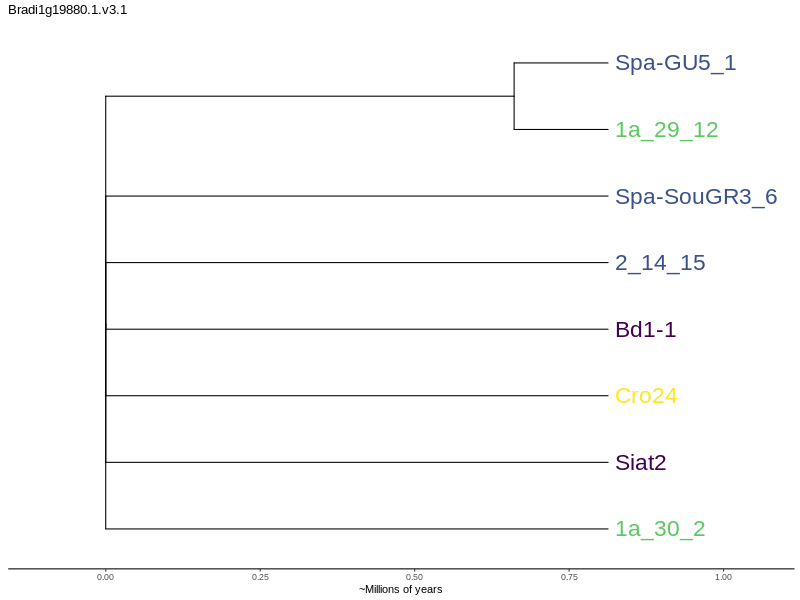 Bradi1g19880.1.v3.1
Spa-GU5_1
1a_29_12
Spa-SouGR3_6
2_14_15
Bd1-1
Cro24
Siat2
1a_30_2
0.00 0.25 0.50 0.75 1.00
~Millions of years